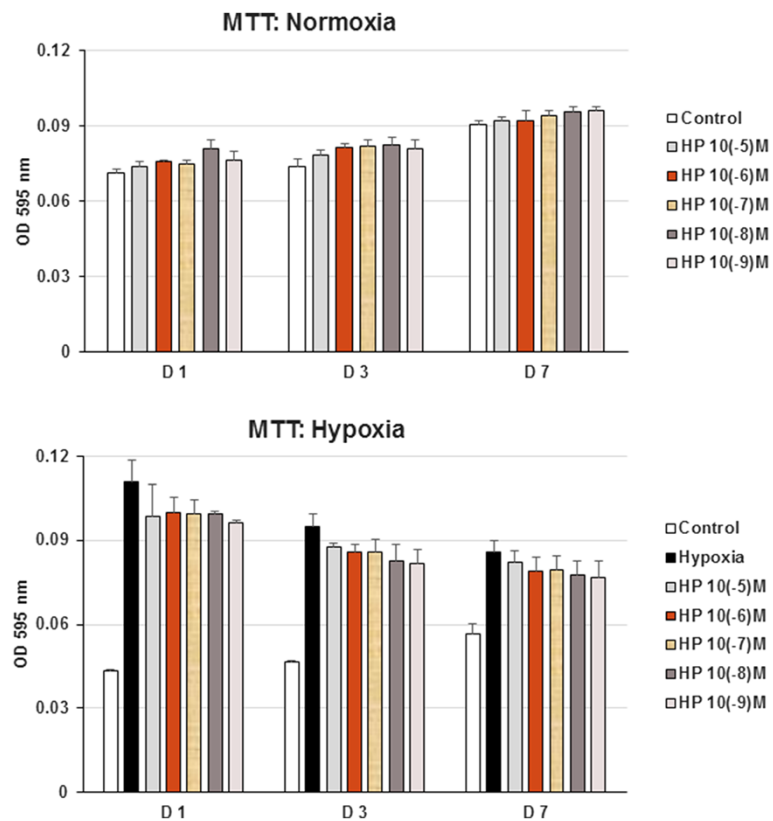 MTT: Normoxia
0.12
0.09
0.06
0.03
0
OD 595 nm
D 1
D 3
D 7
Control
HP 10(-5)M
HP 10(-6)M
HP 10(-7)M
HP 10(-8)M
HP 10(-9)M
MTT: Hypoxia
0.12
0.09
0.06
0.03
0
OD 595 nm
D 1
D 3
D 7
Control
Hypoxia
HP 10(-5)M
HP 10(-6)M
HP 10(-7)M
HP 10(-8)M
HP 10(-9)M